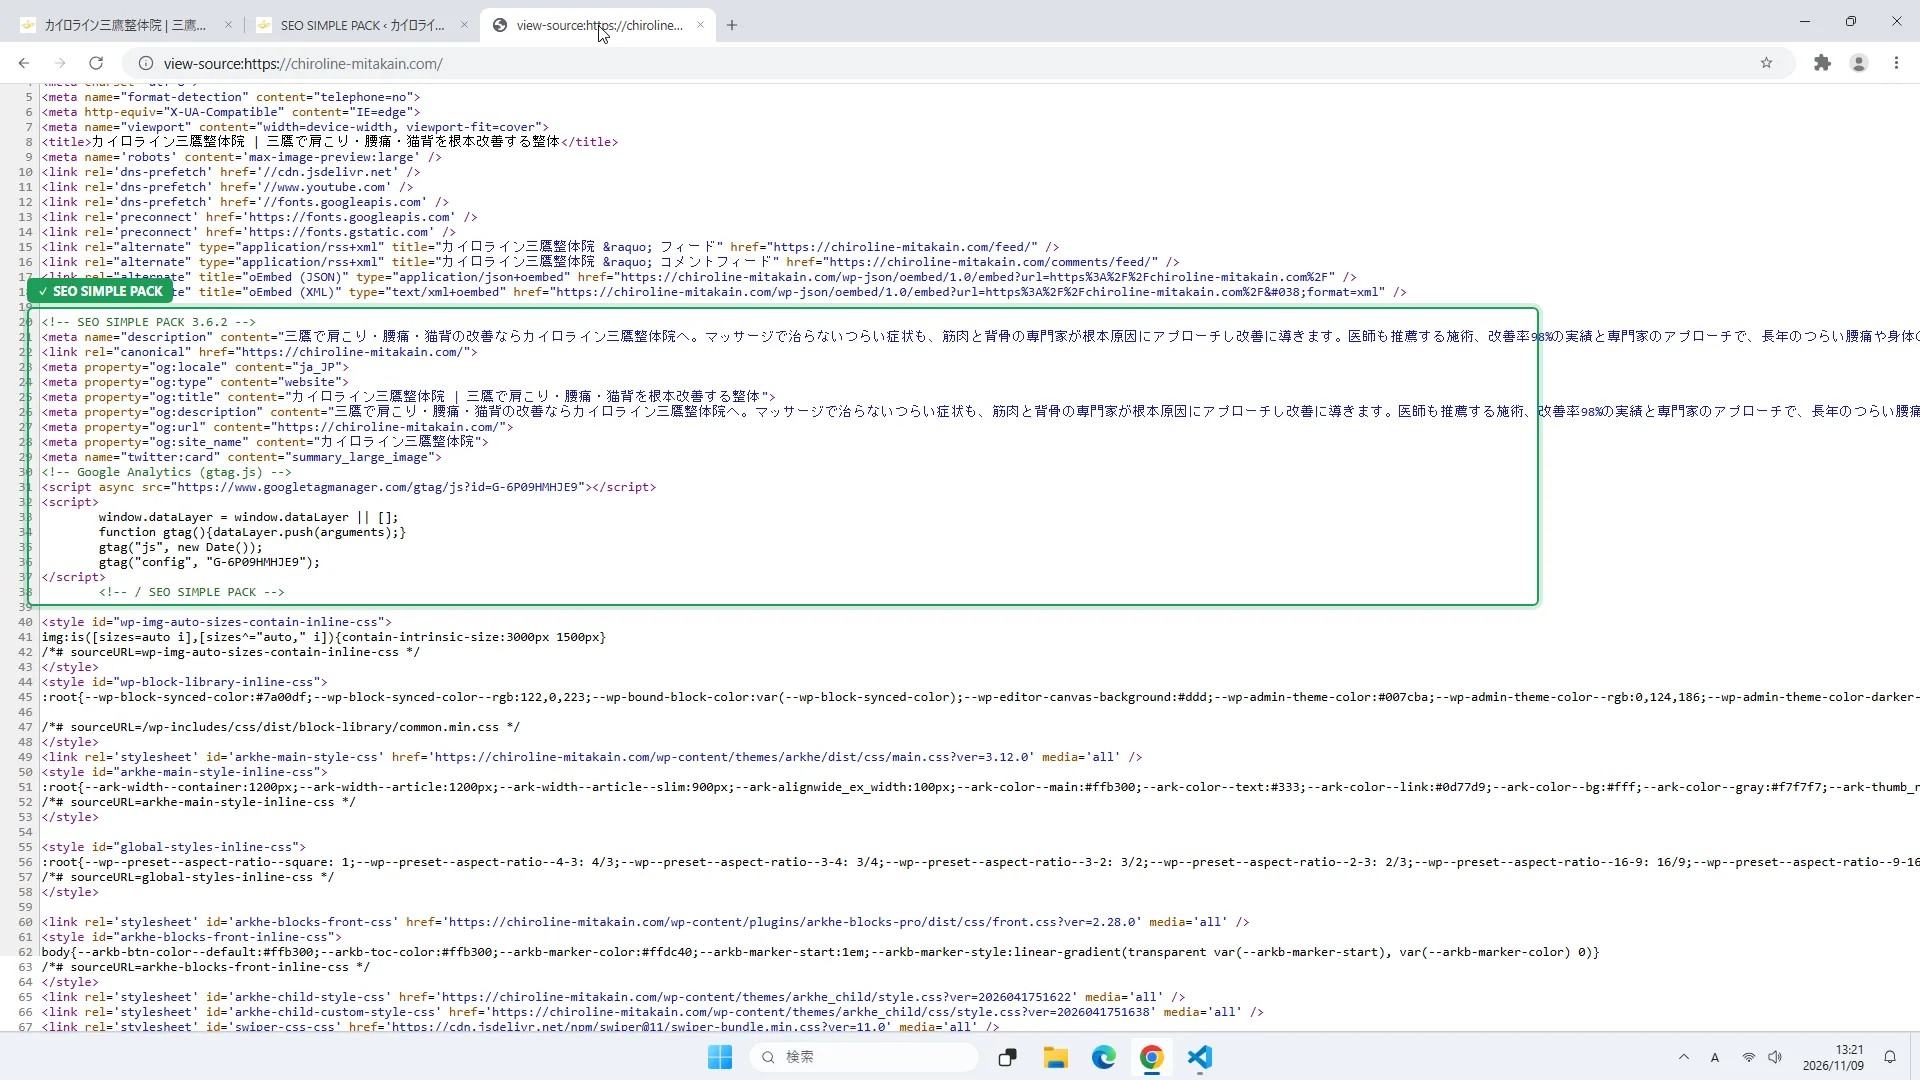 カイロライン三鷹整体院 | 三鷹...
SEO SIMPLE PACK ‹ カイロライ...
view-source:https://chiroline...
view-source:https://chiroline-mitakain.com/
5 <meta name="format-detection" content="telephone=no">
6 <meta http-equiv="X-UA-Compatible" content="IE=edge">
7 <meta name="viewport" content="width=device-width, viewport-fit=cover">
8 <title>カイロライン三鷹整体院 | 三鷹で肩こり・腰痛・猫背を根本改善する整体</title>
9 <meta name='robots' content='max-image-preview:large' />
10 <link rel='dns-prefetch' href='//cdn.jsdelivr.net' />
11 <link rel='dns-prefetch' href='//www.youtube.com' />
12 <link rel='dns-prefetch' href='//fonts.googleapis.com' />
13 <link rel='preconnect' href='https://fonts.googleapis.com' />
14 <link rel='preconnect' href='https://fonts.gstatic.com' />
15 <link rel="alternate" type="application/rss+xml" title="カイロライン三鷹整体院 &raquo; フィード" href="https://chiroline-mitakain.com/feed/" />
16 <link rel="alternate" type="application/rss+xml" title="カイロライン三鷹整体院 &raquo; コメントフィード" href="https://chiroline-mitakain.com/comments/feed/" />
17 <link rel="alternate" title="oEmbed (JSON)" type="application/json+oembed" href="https://chiroline-mitakain.com/wp-json/oembed/1.0/embed?url=https%3A%2F%2Fchiroline-mitakain.com%2F" />
✓ SEO SIMPLE PACK te" title="oEmbed (XML)" type="text/xml+oembed" href="https://chiroline-mitakain.com/wp-json/oembed/1.0/embed?url=https%3A%2F%2Fchiroline-mitakain.com%2F&#038;format=xml" />
19
20 <!-- SEO SIMPLE PACK 3.6.2 -->
21 <meta name="description" content="三鷹で肩こり・腰痛・猫背の改善ならカイロライン三鷹整体院へ。マッサージで治らないつらい症状も、筋肉と背骨の専門家が根本原因にアプローチし改善に導きます。医師も推薦する施術、改善率98%の実績と専門家のアプローチで、長年のつらい腰痛や身体の
22 <link rel="canonical" href="https://chiroline-mitakain.com/">
23 <meta property="og:locale" content="ja_JP">
24 <meta property="og:type" content="website">
25 <meta property="og:title" content="カイロライン三鷹整体院 | 三鷹で肩こり・腰痛・猫背を根本改善する整体">
26 <meta property="og:description" content="三鷹で肩こり・腰痛・猫背の改善ならカイロライン三鷹整体院へ。マッサージで治らないつらい症状も、筋肉と背骨の専門家が根本原因にアプローチし改善に導きます。医師も推薦する施術、改善率98%の実績と専門家のアプローチで、長年のつらい腰痛
27 <meta property="og:url" content="https://chiroline-mitakain.com/">
28 <meta property="og:site_name" content="カイロライン三鷹整体院">
29 <meta name="twitter:card" content="summary_large_image">
30 <!-- Google Analytics (gtag.js) -->
31 <script async src="https://www.googletagmanager.com/gtag/js?id=G-6P09HMHJE9"></script>
32 <script>
33 window.dataLayer = window.dataLayer || [];
34 function gtag(){dataLayer.push(arguments);}
35 gtag("js", new Date());
36 gtag("config", "G-6P09HMHJE9");
37 </script>
38 <!-- / SEO SIMPLE PACK -->
39
40 <style id="wp-img-auto-sizes-contain-inline-css">
41 img:is([sizes=auto i],[sizes^="auto," i]){contain-intrinsic-size:3000px 1500px}
42 /*# sourceURL=wp-img-auto-sizes-contain-inline-css */
43 </style>
44 <style id="wp-block-library-inline-css">
45 :root{--wp-block-synced-color:#7a00df;--wp-block-synced-color--rgb:122,0,223;--wp-bound-block-color:var(--wp-block-synced-color);--wp-editor-canvas-background:#ddd;--wp-admin-theme-color:#007cba;--wp-admin-theme-color--rgb:0,124,186;--wp-admin-theme-color-darker-
46
47 /*# sourceURL=/wp-includes/css/dist/block-library/common.min.css */
48 </style>
49 <link rel='stylesheet' id='arkhe-main-style-css' href='https://chiroline-mitakain.com/wp-content/themes/arkhe/dist/css/main.css?ver=3.12.0' media='all' />
50 <style id="arkhe-main-style-inline-css">
51 :root{--ark-width--container:1200px;--ark-width--article:1200px;--ark-width--article--slim:900px;--ark-alignwide_ex_width:100px;--ark-color--main:#ffb300;--ark-color--text:#333;--ark-color--link:#0d77d9;--ark-color--bg:#fff;--ark-color--gray:#f7f7f7;--ark-thumb_r
52 /*# sourceURL=arkhe-main-style-inline-css */
53 </style>
54
55 <style id="global-styles-inline-css">
56 :root{--wp--preset--aspect-ratio--square: 1;--wp--preset--aspect-ratio--4-3: 4/3;--wp--preset--aspect-ratio--3-4: 3/4;--wp--preset--aspect-ratio--3-2: 3/2;--wp--preset--aspect-ratio--2-3: 2/3;--wp--preset--aspect-ratio--16-9: 16/9;--wp--preset--aspect-ratio--9-16
57 /*# sourceURL=global-styles-inline-css */
58 </style>
59
60 <link rel='stylesheet' id='arkhe-blocks-front-css' href='https://chiroline-mitakain.com/wp-content/plugins/arkhe-blocks-pro/dist/css/front.css?ver=2.28.0' media='all' />
61 <style id="arkhe-blocks-front-inline-css">
62 body{--arkb-btn-color--default:#ffb300;--arkb-toc-color:#ffb300;--arkb-marker-color:#ffdc40;--arkb-marker-start:1em;--arkb-marker-style:linear-gradient(transparent var(--arkb-marker-start), var(--arkb-marker-color) 0)}
63 /*# sourceURL=arkhe-blocks-front-inline-css */
64 </style>
65 <link rel='stylesheet' id='arkhe-child-style-css' href='https://chiroline-mitakain.com/wp-content/themes/arkhe_child/style.css?ver=2026041751622' media='all' />
66 <link rel='stylesheet' id='arkhe-child-custom-style-css' href='https://chiroline-mitakain.com/wp-content/themes/arkhe_child/css/style.css?ver=2026041751638' media='all' />
67 <link rel='stylesheet' id='swiper-css-css' href='https://cdn.jsdelivr.net/npm/swiper@11/swiper-bundle.min.css?ver=11.0' media='all' />
検索
A
13:21
2026/11/09